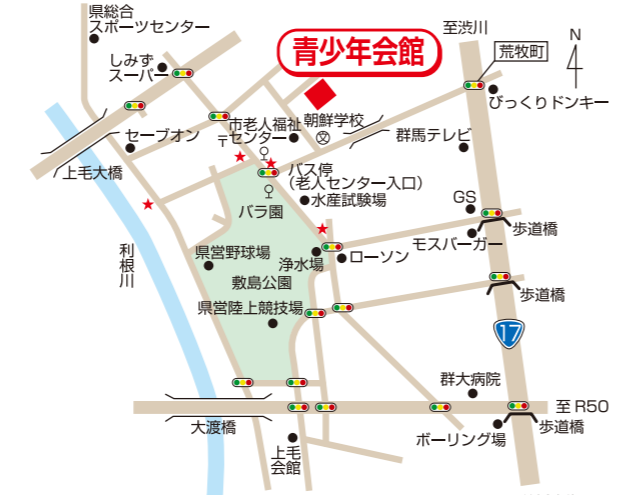 県総合
スポーツセンター
しみず
スーパー
青少年会館
至渋川
荒牧町
N
びっくりドンキー
セーブオン
市老人福祉
センター
朝鮮学校
文
群馬テレビ
上毛大橋
バス停
(老人センター入口)
水産試験場
バラ園
GS
モスバーガー
歩道橋
利根川
県営野球場
浄水場
ローソン
敷島公園
県営陸上競技場
歩道橋
17
群大病院
至 R50
大渡橋
上毛
会館
ボーリング場
歩道橋